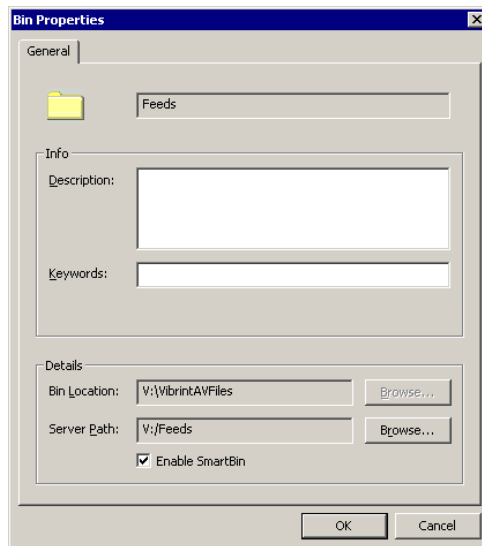 Bin Properties
General
Feeds
Info
Description:
Keywords:
Details
Bin Location: V:\VibrintAVFiles Browse...
Server Path: V:/Feeds Browse...
Enable SmartBin
OK Cancel